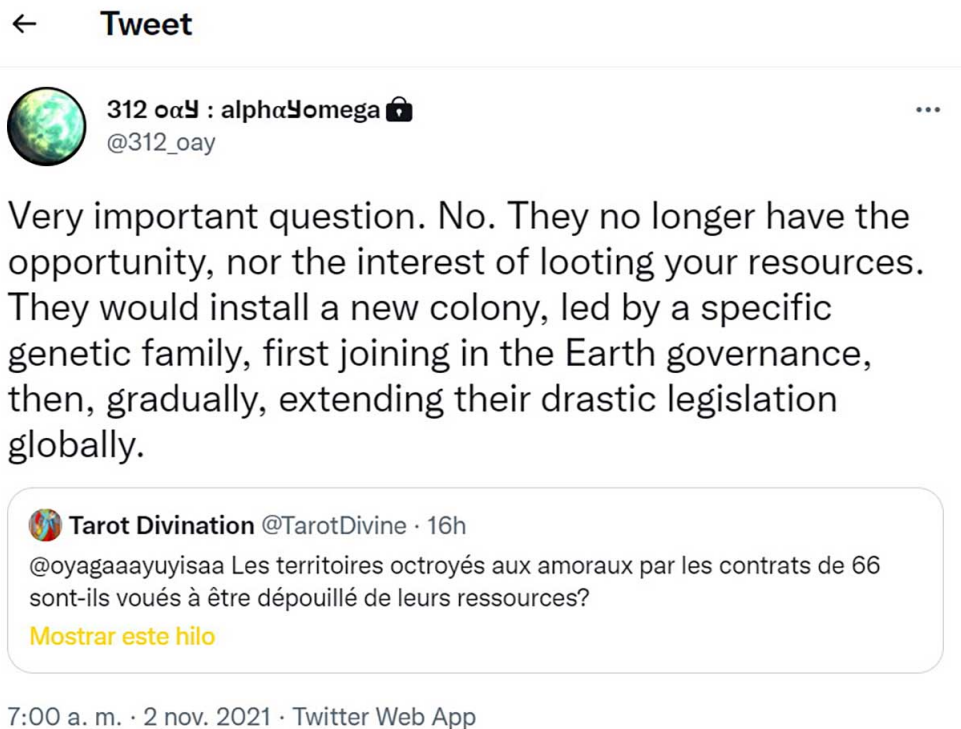 Tweet
312 oαႸ : alphαႸomega
@312_oay
Very important question. No. They no longer have the
opportunity, nor the interest of looting your resources.
They would install a new colony, led by a specific
genetic family, first joining in the Earth governance,
then, gradually, extending their drastic legislation
globally.
Tarot Divination @TarotDivine · 16h
@oyagaaayuyisaa Les territoires octroyés aux amoraux par les contrats de 66
sont-ils voués à être dépouillé de leurs ressources?
Mostrar este hilo
7:00 a. m. · 2 nov. 2021 · Twitter Web App